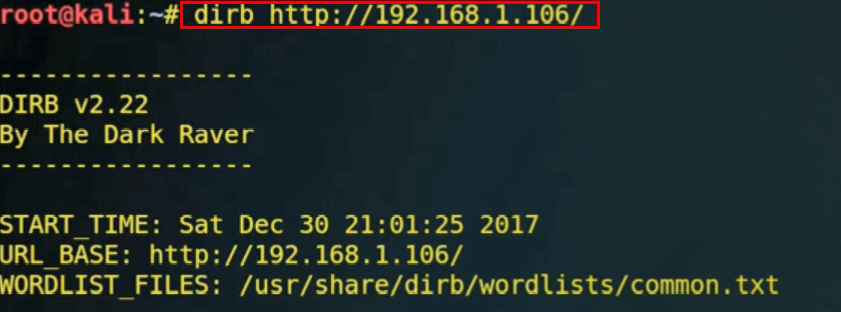 root@kali:~# dirb http://192.168.1.106/
-----------------
DIRB v2.22
By The Dark Raver
-----------------
START_TIME: Sat Dec 30 21:01:25 2017
URL_BASE: http://192.168.1.106/
WORDLIST_FILES: /usr/share/dirb/wordlists/common.txt